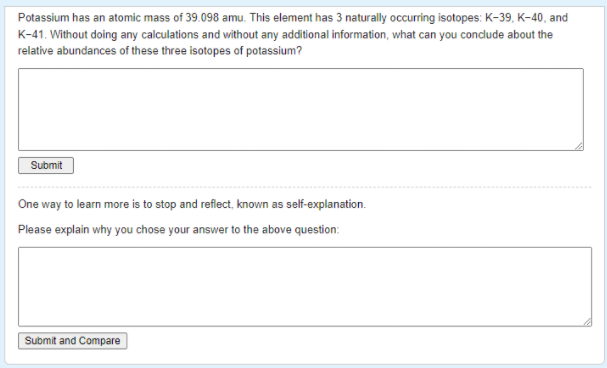 Potassium has an atomic mass of 39.098 amu. This element has 3 naturally occurring isotopes: K−39, K−40, and
K−41. Without doing any calculations and without any additional information, what can you conclude about the
relative abundances of these three isotopes of potassium?
Submit
One way to learn more is to stop and reflect, known as self-explanation.
Please explain why you chose your answer to the above question:
Submit and Compare